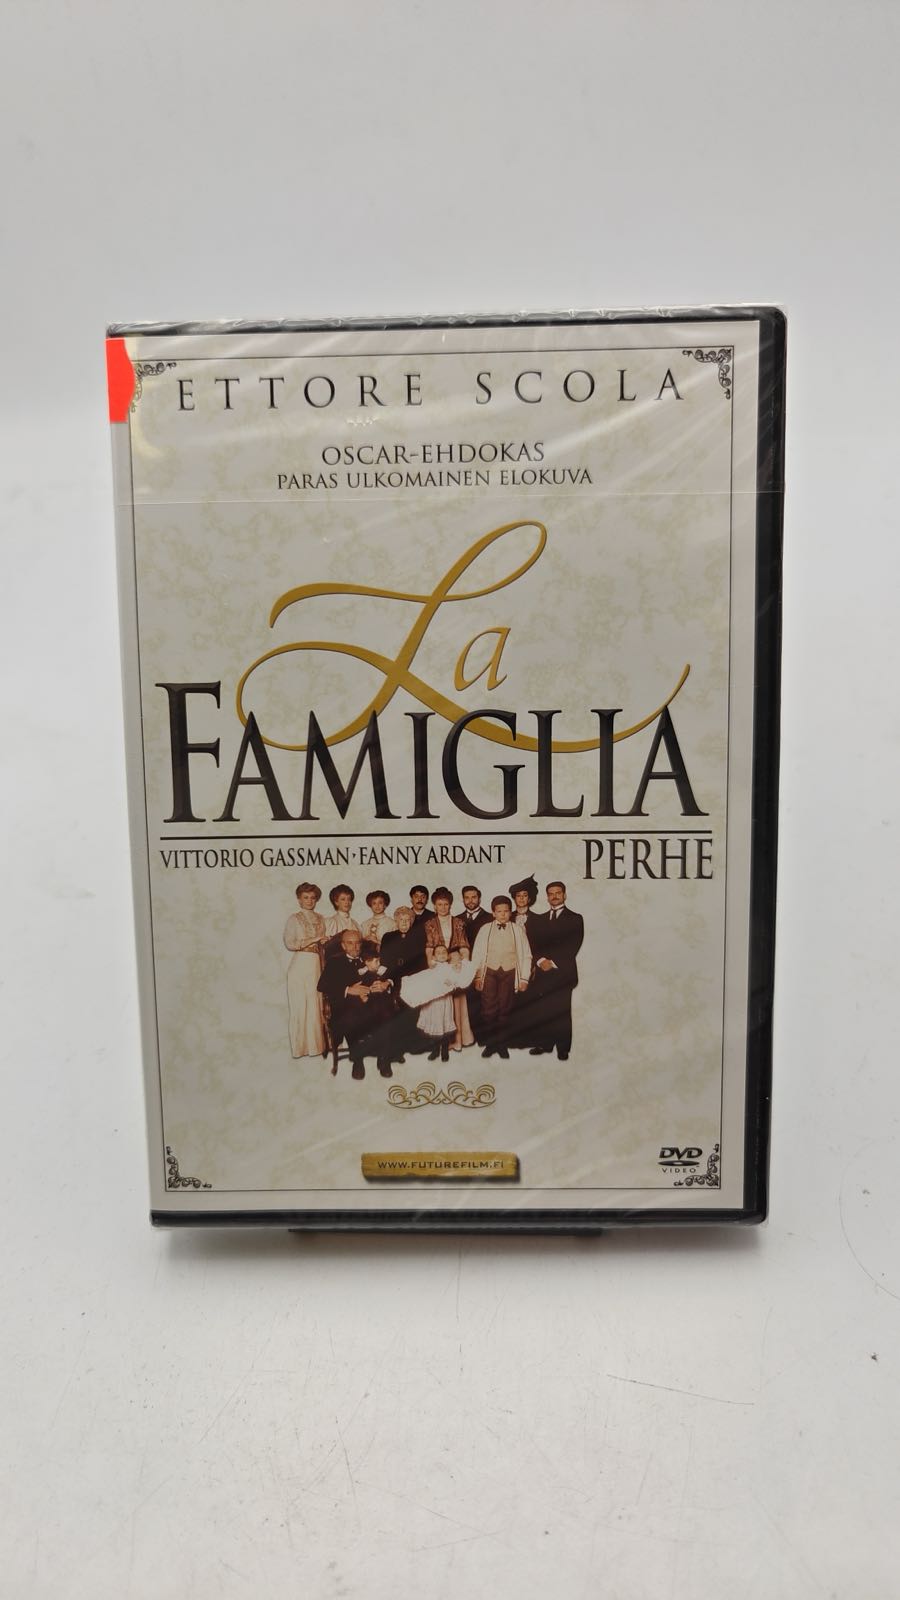 ETTORE SCOLA
OSCAR-EHDOKAS
PARAS ULKOMAINEN ELOKUVA
La
FAMIGLIA
VITTORIO GASSMAN · FANNY ARDANT
PERHE
WWW.FUTUREFILM.FI
DVD
VIDEO